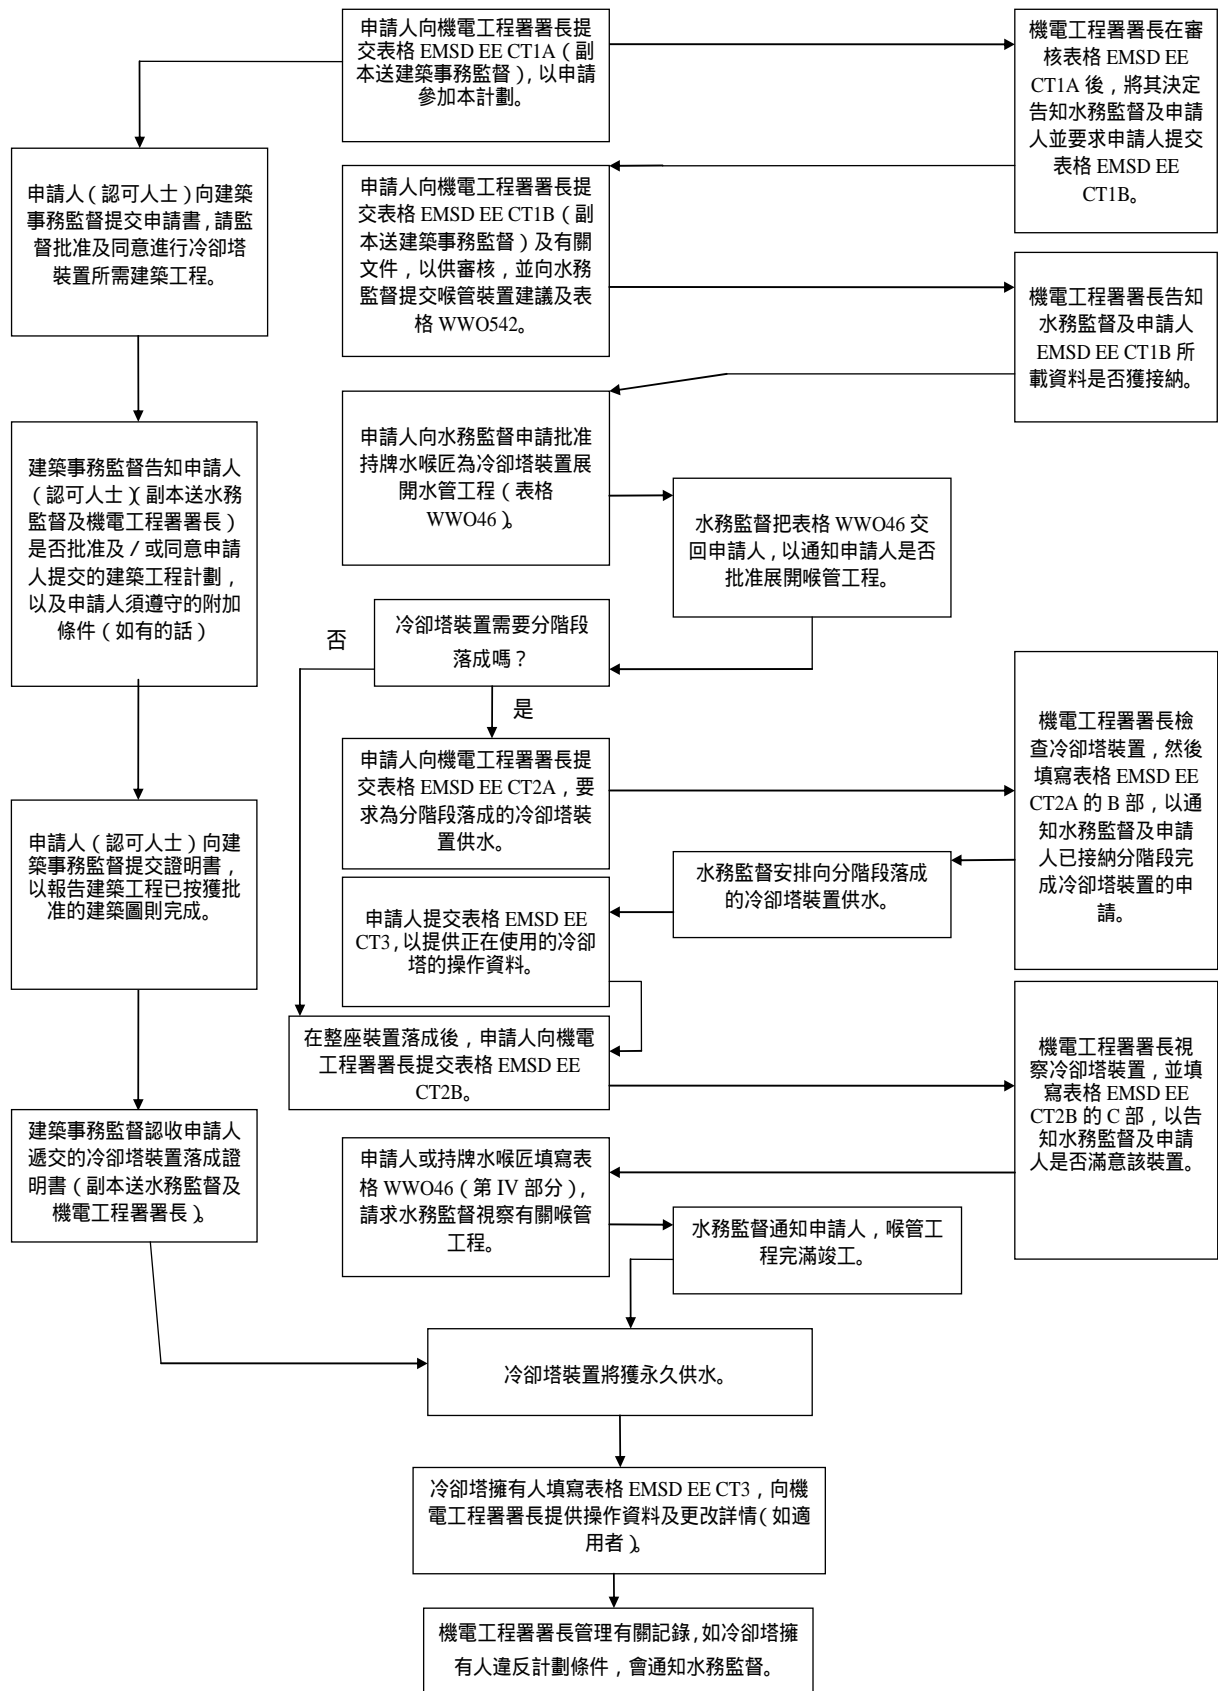 申請人向機電工程署署長提
交表格 EMSD EE CT1A（副
本送建築事務監督），以申請
參加本計劃。
機電工程署署長在審
核表格 EMSD EE
CT1A 後，將其決定
告知水務監督及申請
人並要求申請人提交
表格 EMSD EE
CT1B。
申請人（認可人士）向建築
事務監督提交申請書，請監
督批准及同意進行冷卻塔
裝置所需建築工程。
申請人向機電工程署署長提
交表格 EMSD EE CT1B（副
本送建築事務監督）及有關
文件，以供審核，並向水務
監督提交喉管裝置建議及表
格 WWO542。
機電工程署署長告知
水務監督及申請人
EMSD EE CT1B 所
載資料是否獲接納。
申請人向水務監督申請批准
持牌水喉匠為冷卻塔裝置展
開水管工程（表格
WWO46）。
建築事務監督告知申請人
（認可人士）（副本送水務
監督及機電工程署署長）
是否批准及 / 或同意申請
人提交的建築工程計劃，
以及申請人須遵守的附加
條件（如有的話）
水務監督把表格 WWO46 交
回申請人，以通知申請人是否
批准展開喉管工程。
冷卻塔裝置需要分階段
落成嗎？
否
是
申請人向機電工程署署長提
交表格 EMSD EE CT2A，要
求為分階段落成的冷卻塔裝
置供水。
機電工程署署長檢
查冷卻塔裝置，然後
填寫表格 EMSD EE
CT2A 的 B 部，以通
知水務監督及申請
人已接納分階段完
成冷卻塔裝置的申
請。
水務監督安排向分階段落成
的冷卻塔裝置供水。
申請人（認可人士）向建
築事務監督提交證明書，
以報告建築工程已按獲批
准的建築圖則完成。
申請人提交表格 EMSD EE
CT3，以提供正在使用的冷卻
塔的操作資料。
在整座裝置落成後，申請人向機電
工程署署長提交表格 EMSD EE
CT2B。
機電工程署署長視
察冷卻塔裝置，並填
寫表格 EMSD EE
CT2B 的 C 部，以告
知水務監督及申請
人是否滿意該裝置。
建築事務監督認收申請人
遞交的冷卻塔裝置落成證
明書（副本送水務監督及
機電工程署署長）。
申請人或持牌水喉匠填寫表
格 WWO46（第 IV 部分），
請求水務監督視察有關喉管
工程。
水務監督通知申請人，喉管工
程完滿竣工。
冷卻塔裝置將獲永久供水。
冷卻塔擁有人填寫表格 EMSD EE CT3，向機
電工程署署長提供操作資料及更改詳情（如適
用者）。
機電工程署署長管理有關記錄，如冷卻塔擁
有人違反計劃條件，會通知水務監督。